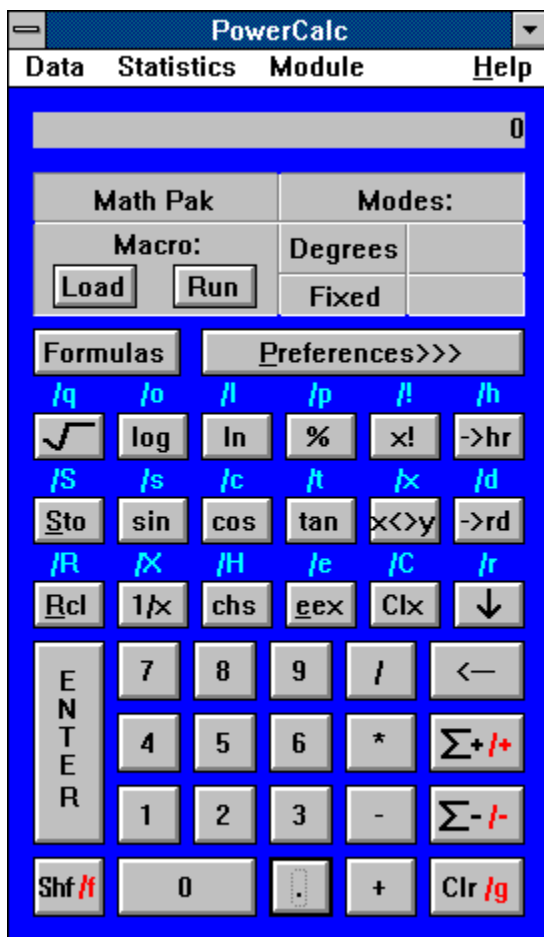 PowerCalc
Data Statistics Module Help
0
Math Pak Modes:
Macro: Degrees
Load Run Fixed
Formulas Preferences>>>
/q /o /l /p /! /h
√ log ln % x! ->hr
/S /s /c /t /x /d
Sto sin cos tan x<>y ->rd
/R /X /H /e /C /r
Rcl 1/x chs eex Clx ↓
ENTER 7 8 9 / <—
4 5 6 * Σ+/+
1 2 3 - Σ-/-
Shf/f 0 . + Clr/g